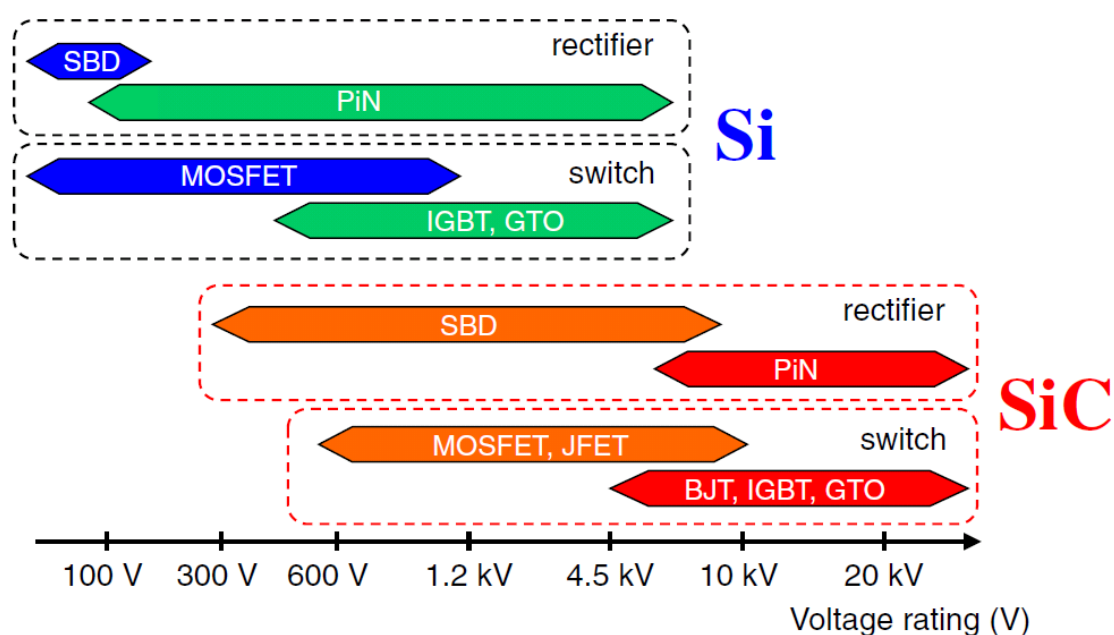 rectifier
SBD
PiN
Si
MOSFET
switch
IGBT, GTO
rectifier
SBD
PiN
SiC
MOSFET, JFET
switch
BJT, IGBT, GTO
100 V 300 V 600 V 1.2 kV 4.5 kV 10 kV 20 kV
Voltage rating (V)